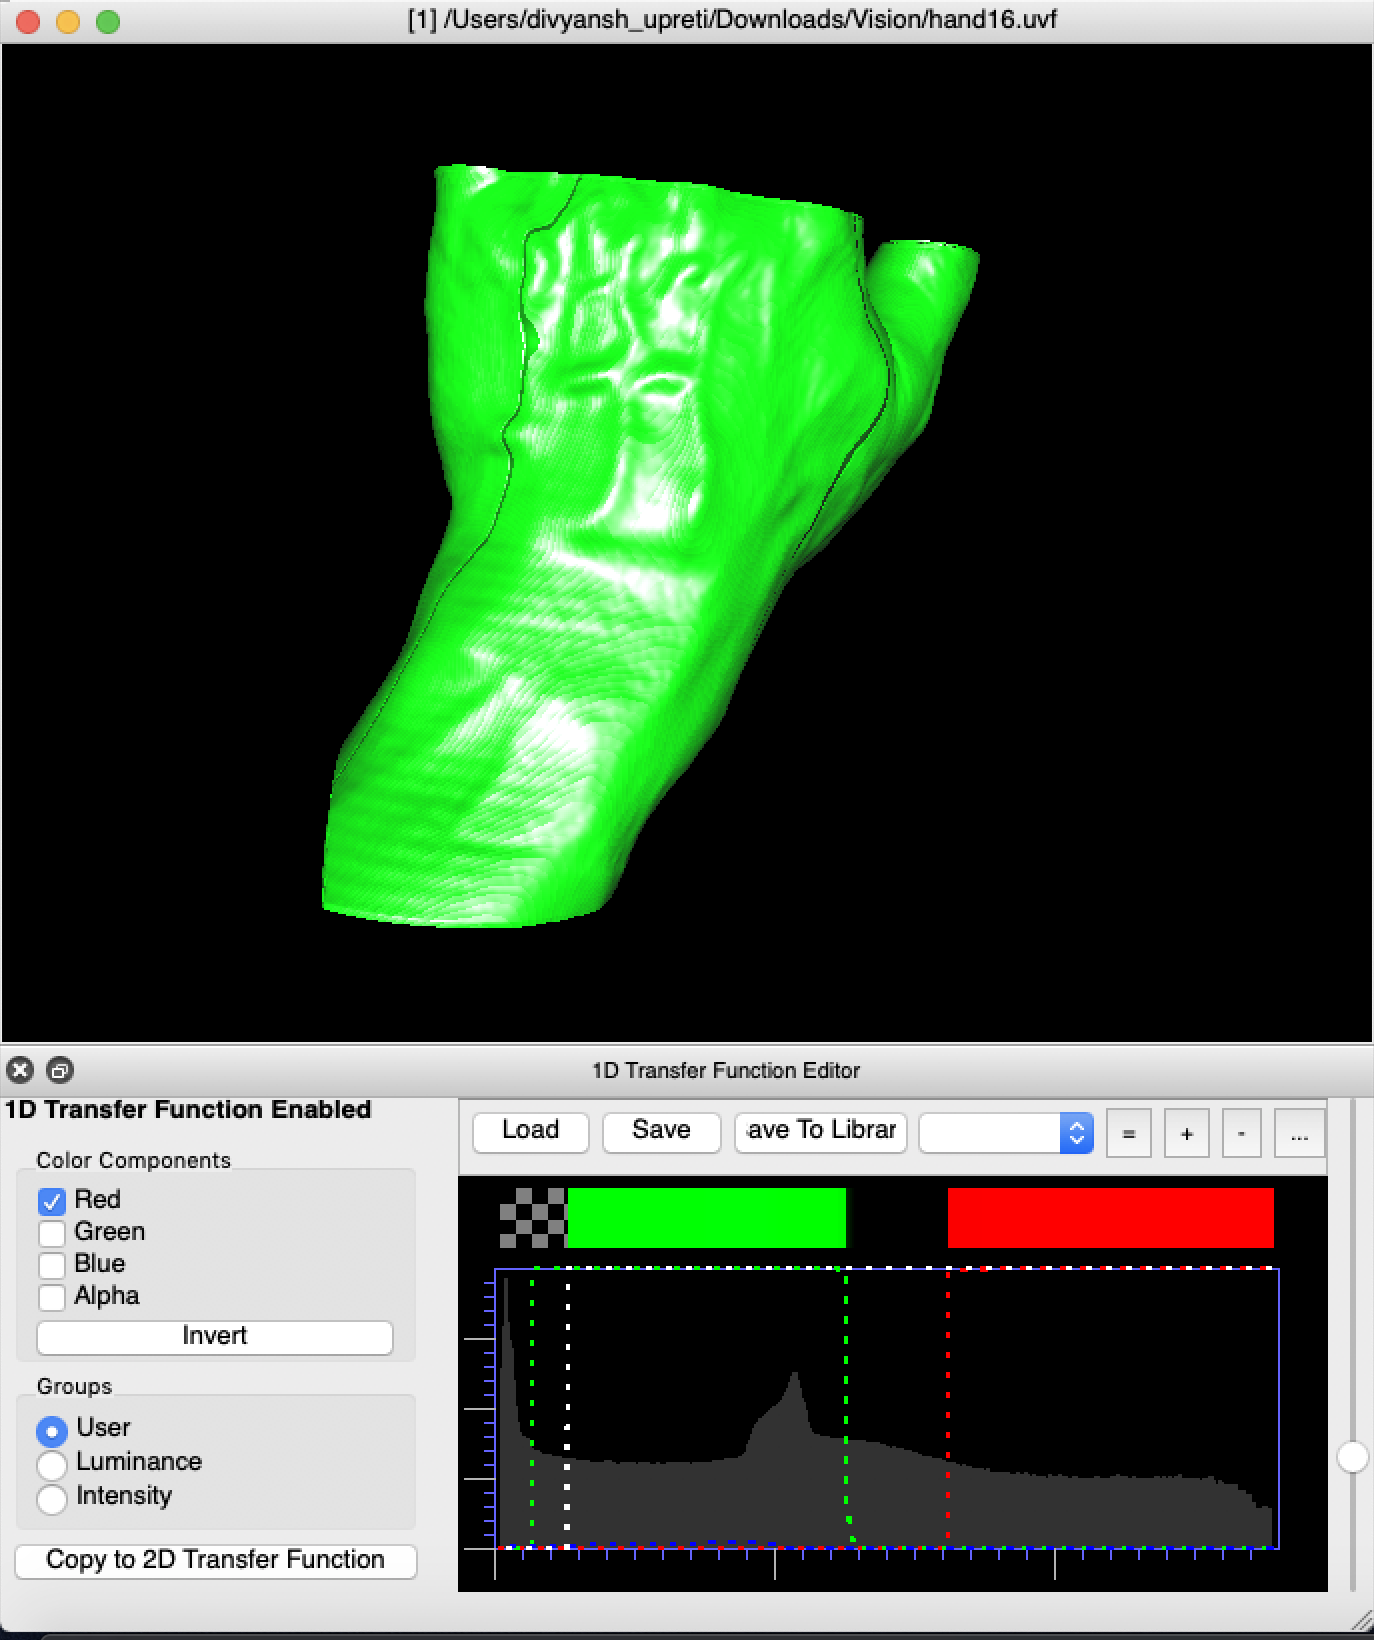 [1] /Users/divyansh_upreti/Downloads/Vision/hand16.uvf
1D Transfer Function Editor
1D Transfer Function Enabled
Load Save ave To Librar = + - ...
Color Components
Red
Green
Blue
Alpha
Invert
Groups
User
Luminance
Intensity
Copy to 2D Transfer Function